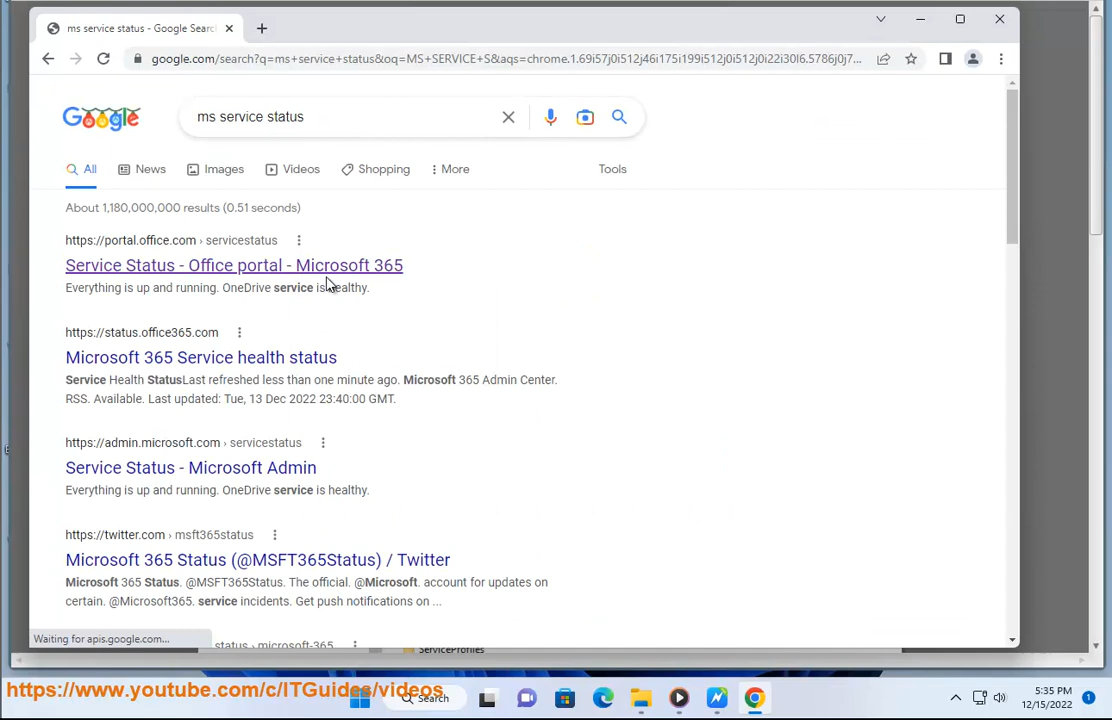 ms service status - Google Searc
google.com/search?q=ms+service+status&oq=MS+SERVICE+S&aqs=chrome.1.69i57j0i512j46i175i199i512j0i512j0i22i30l6.5786j0j7...
Google
ms service status
All
News
Images
Videos
Shopping
More
Tools
About 1,180,000,000 results (0.51 seconds)
https://portal.office.com › servicestatus
Service Status - Office portal - Microsoft 365
Everything is up and running. OneDrive service is healthy.
https://status.office365.com
Microsoft 365 Service health status
Service Health StatusLast refreshed less than one minute ago. Microsoft 365 Admin Center.
RSS. Available. Last updated: Tue, 13 Dec 2022 23:40:00 GMT.
https://admin.microsoft.com › servicestatus
Service Status - Microsoft Admin
Everything is up and running. OneDrive service is healthy.
https://twitter.com › msft365status
Microsoft 365 Status (@MSFT365Status) / Twitter
Microsoft 365 Status. @MSFT365Status. The official. @Microsoft. account for updates on
certain. @Microsoft365. service incidents. Get push notifications on ...
Waiting for apis.google.com...
status › microsoft-365
ServiceProfiles
https://www.youtube.com/c/ITGuides/videos
Search
5:35 PM
12/15/2022
1